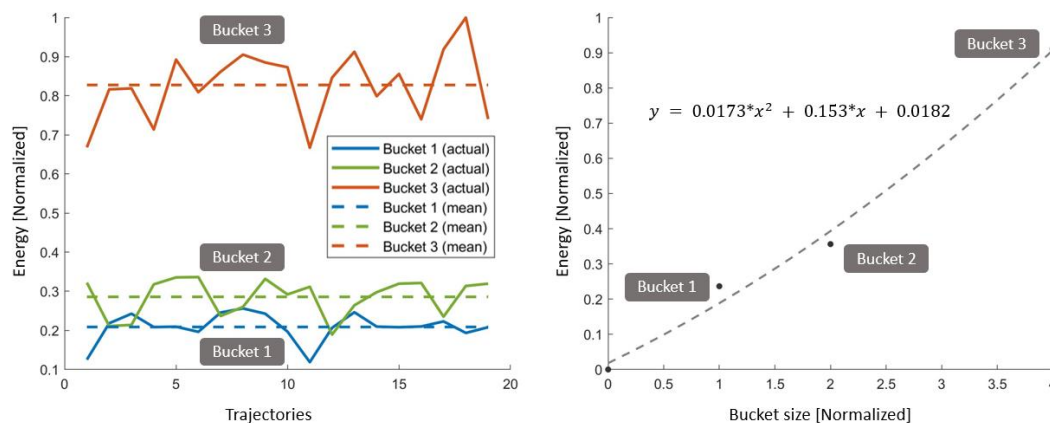 1
0.9
0.8
0.7
0.6
0.5
0.4
0.3
0.2
0.1
Energy [Normalized]
Bucket 3
Bucket 1 (actual)
Bucket 2 (actual)
Bucket 3 (actual)
Bucket 1 (mean)
Bucket 2 (mean)
Bucket 3 (mean)
Bucket 2
Bucket 1
0 5 10 15 20
Trajectories
1
0.9
0.8
0.7
0.6
0.5
0.4
0.3
0.2
0.1
0
Energy [Normalized]
Bucket 3
y = 0.0173*x² + 0.153*x + 0.0182
Bucket 2
Bucket 1
0 0.5 1 1.5 2 2.5 3 3.5
Bucket size [Normalized]